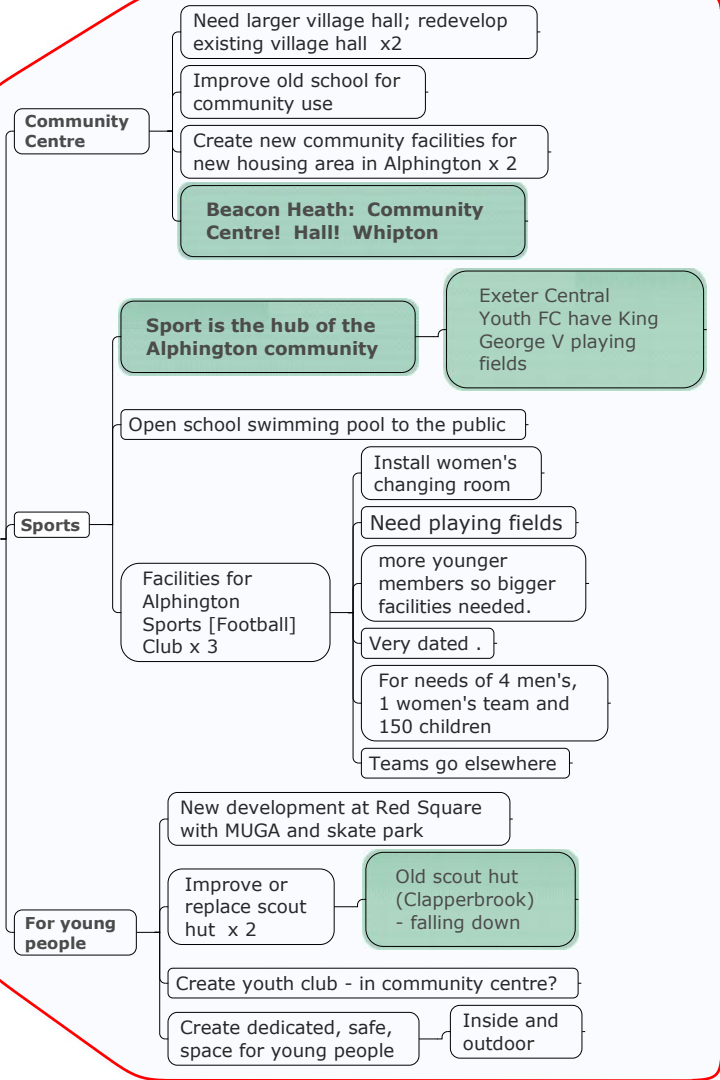 Community
Centre
Need larger village hall; redevelop
existing village hall  x2
Improve old school for
community use
Create new community facilities for
new housing area in Alphington x 2
Beacon Heath:  Community
Centre!  Hall!  Whipton
Sports
Sport is the hub of the
Alphington community
Exeter Central
Youth FC have King
George V playing
fields
Open school swimming pool to the public
Facilities for
Alphington
Sports [Football]
Club x 3
Install women's
changing room
Need playing fields
more younger
members so bigger
facilities needed.
Very dated .
For needs of 4 men's,
1 women's team and
150 children
Teams go elsewhere
For young
people
New development at Red Square
with MUGA and skate park
Improve or
replace scout
hut  x 2
Old scout hut
(Clapperbrook)
- falling down
Create youth club - in community centre?
Create dedicated, safe,
space for young people
Inside and
outdoor